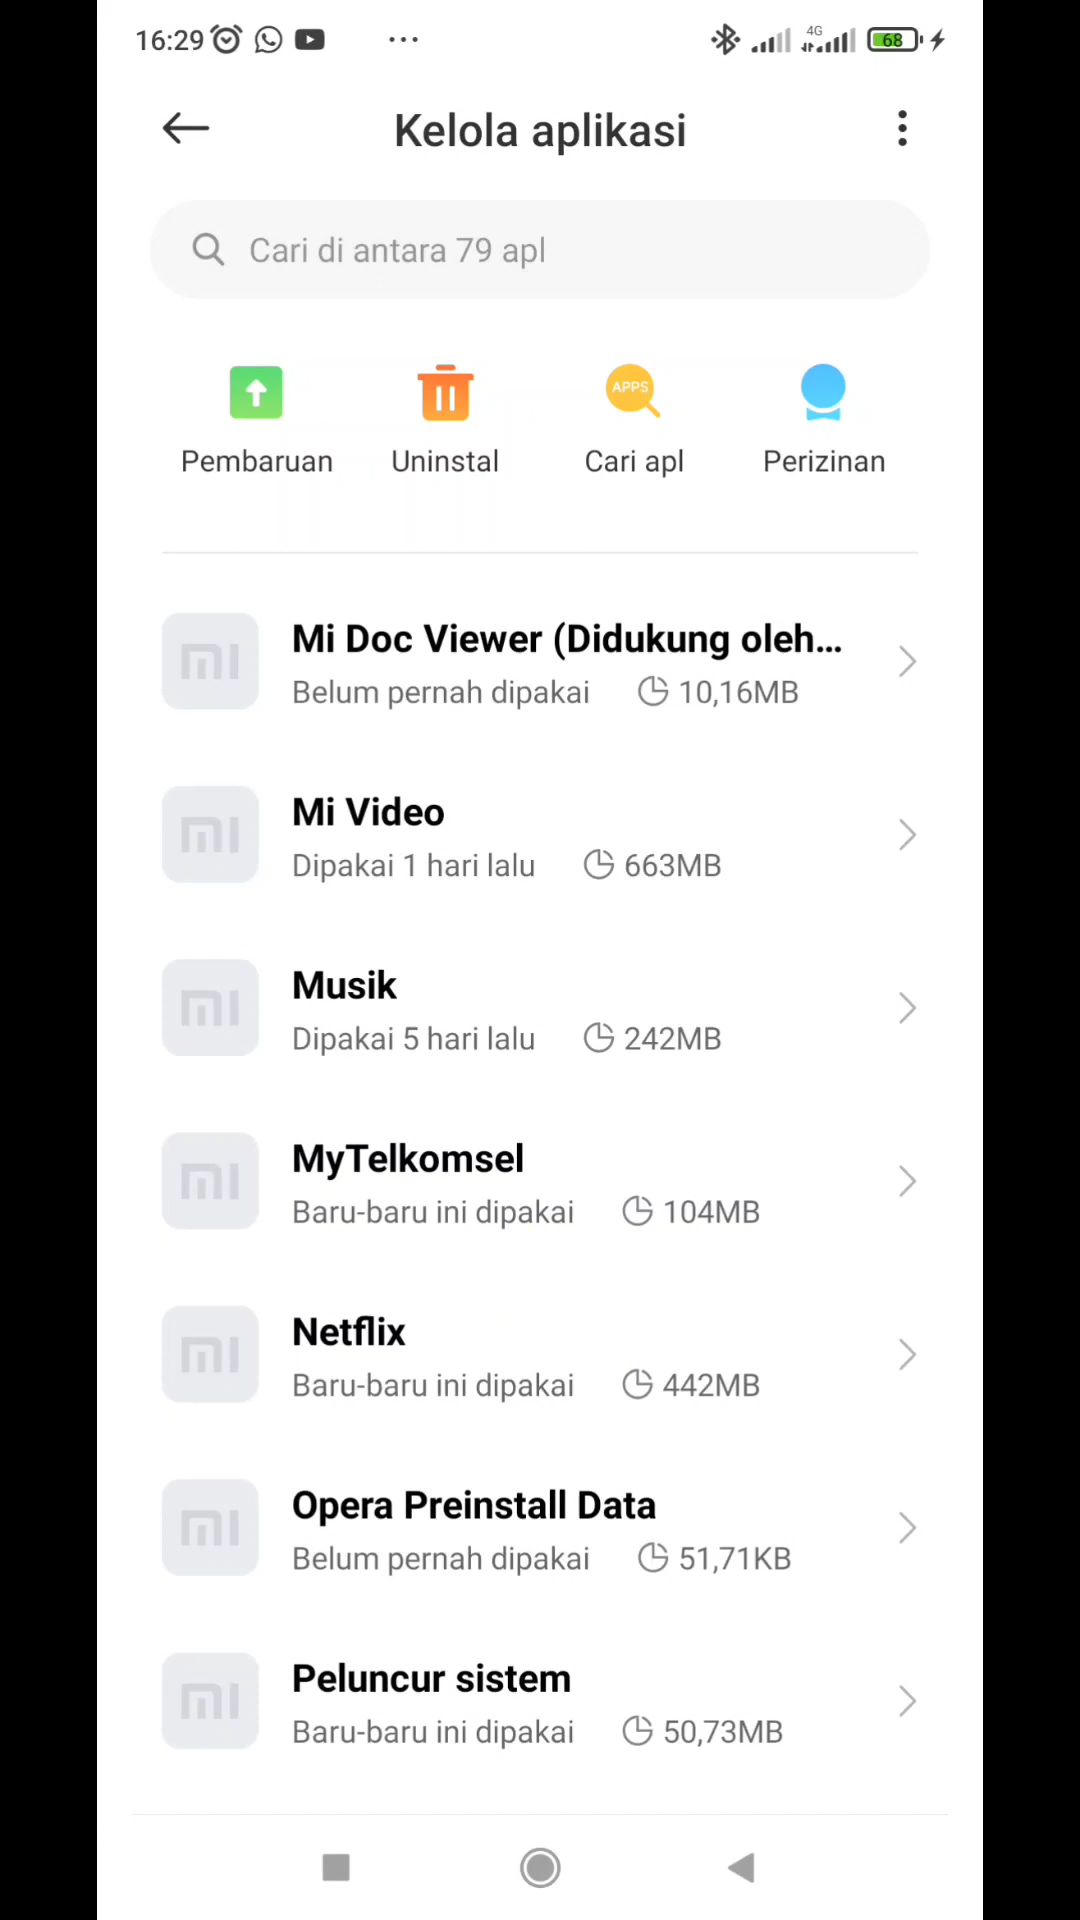 16:29 ... 4G 68
Kelola aplikasi
Cari di antara 79 apl
APPS
Pembaruan Uninstal Cari apl Perizinan
Mi Doc Viewer (Didukung oleh...
Belum pernah dipakai 10,16MB
Mi Video
Dipakai 1 hari lalu 663MB
Musik
Dipakai 5 hari lalu 242MB
MyTelkomsel
Baru-baru ini dipakai 104MB
Netflix
Baru-baru ini dipakai 442MB
Opera Preinstall Data
Belum pernah dipakai 51,71KB
Peluncur sistem
Baru-baru ini dipakai 50,73MB